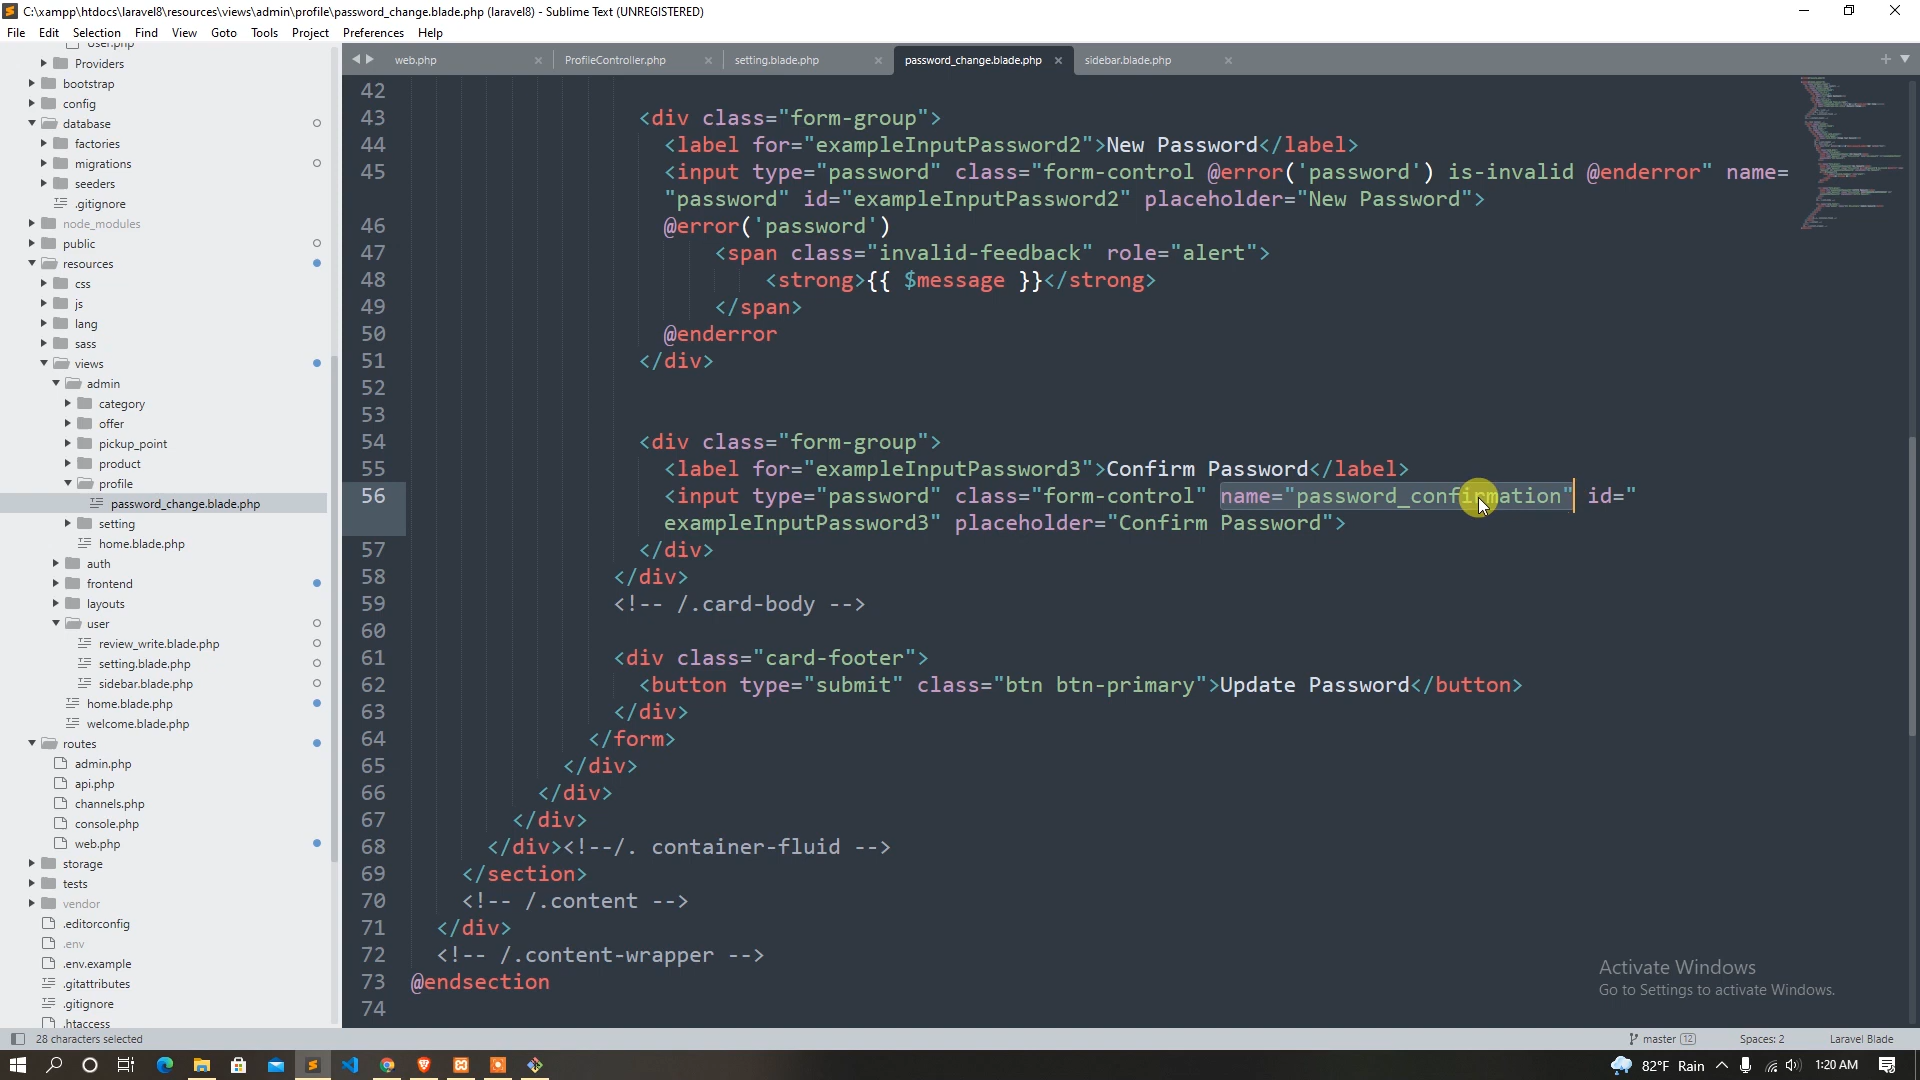 C:\xampp\htdocs\laravel8\resources\views\admin\profile\password_change.blade.php (laravel8) - Sublime Text (UNREGISTERED)
File Edit Selection Find View Goto Tools Project Preferences Help
User.php
Providers
bootstrap
config
database
factories
migrations
seeders
.gitignore
node_modules
public
resources
css
js
lang
sass
views
admin
category
offer
pickup_point
product
profile
password_change.blade.php
setting
home.blade.php
auth
frontend
layouts
user
review_write.blade.php
setting.blade.php
sidebar.blade.php
home.blade.php
welcome.blade.php
routes
admin.php
api.php
channels.php
console.php
web.php
storage
tests
vendor
.editorconfig
.env
.env.example
.gitattributes
.gitignore
.htaccess
web.php ProfileController.php setting.blade.php password_change.blade.php sidebar.blade.php
42
43 <div class="form-group">
44 <label for="exampleInputPassword2">New Password</label>
45 <input type="password" class="form-control @error('password') is-invalid @enderror" name=
"password" id="exampleInputPassword2" placeholder="New Password">
46 @error('password')
47 <span class="invalid-feedback" role="alert">
48 <strong>{{ $message }}</strong>
49 </span>
50 @enderror
51 </div>
52
53
54 <div class="form-group">
55 <label for="exampleInputPassword3">Confirm Password</label>
56 <input type="password" class="form-control" name="password_confirmation" id="
exampleInputPassword3" placeholder="Confirm Password">
57 </div>
58 </div>
59 <!-- /.card-body -->
60
61 <div class="card-footer">
62 <button type="submit" class="btn btn-primary">Update Password</button>
63 </div>
64 </form>
65 </div>
66 </div>
67 </div>
68 </div><!--/. container-fluid -->
69 </section>
70 <!-- /.content -->
71 </div>
72 <!-- /.content-wrapper -->
73 @endsection
74
Activate Windows
Go to Settings to activate Windows.
28 characters selected master 12 Spaces: 2 Laravel Blade
82°F Rain 1:20 AM